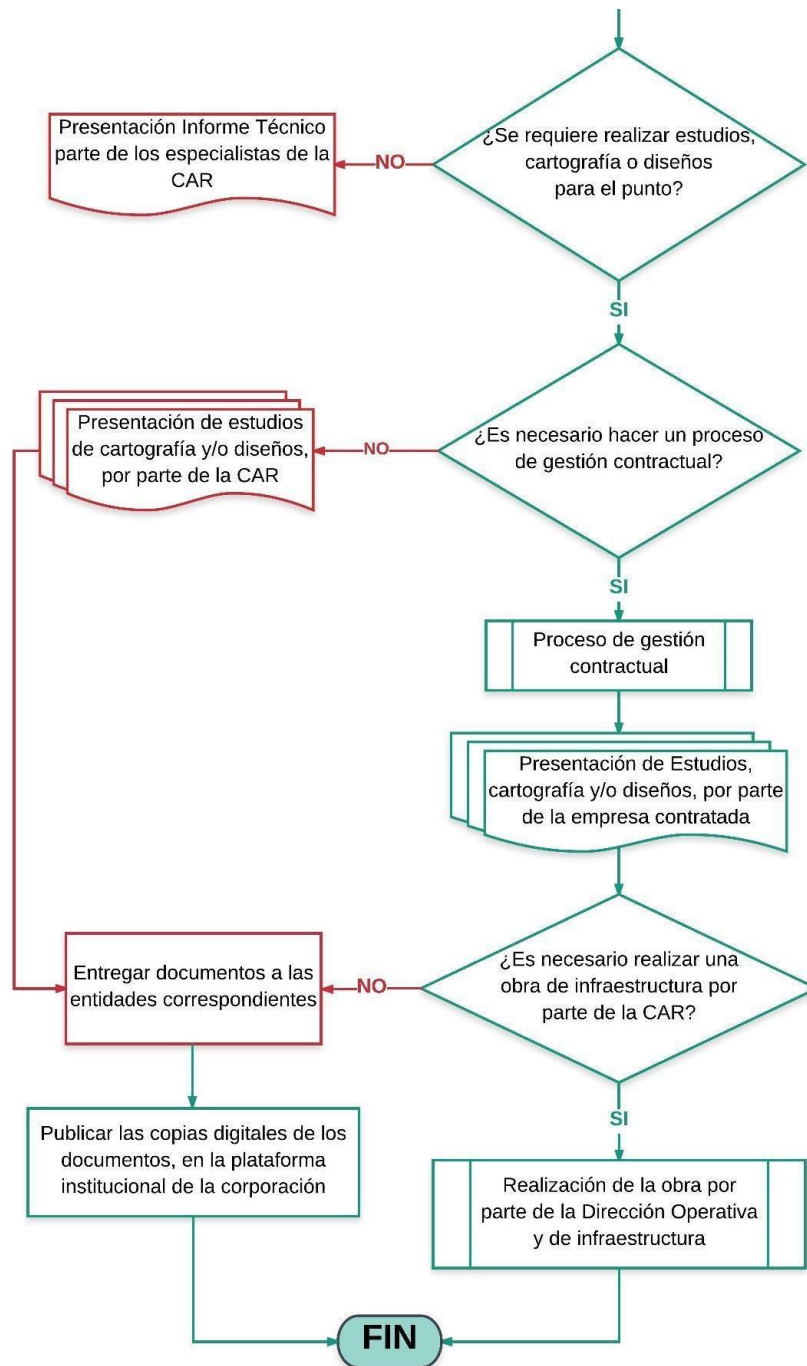 ¿Se requiere realizar estudios,
cartografía o diseños
para el punto?
NO
Presentación Informe Técnico
parte de los especialistas de la
CAR
SI
¿Es necesario hacer un proceso
de gestión contractual?
NO
Presentación de estudios
de cartografía y/o diseños,
por parte de la CAR
SI
Proceso de gestión
contractual
Presentación de Estudios,
cartografía y/o diseños, por parte
de la empresa contratada
¿Es necesario realizar una
obra de infraestructura por
parte de la CAR?
NO
Entregar documentos a las
entidades correspondientes
Publicar las copias digitales de los
documentos, en la plataforma
institucional de la corporación
SI
Realización de la obra por
parte de la Dirección Operativa
y de infraestructura
FIN